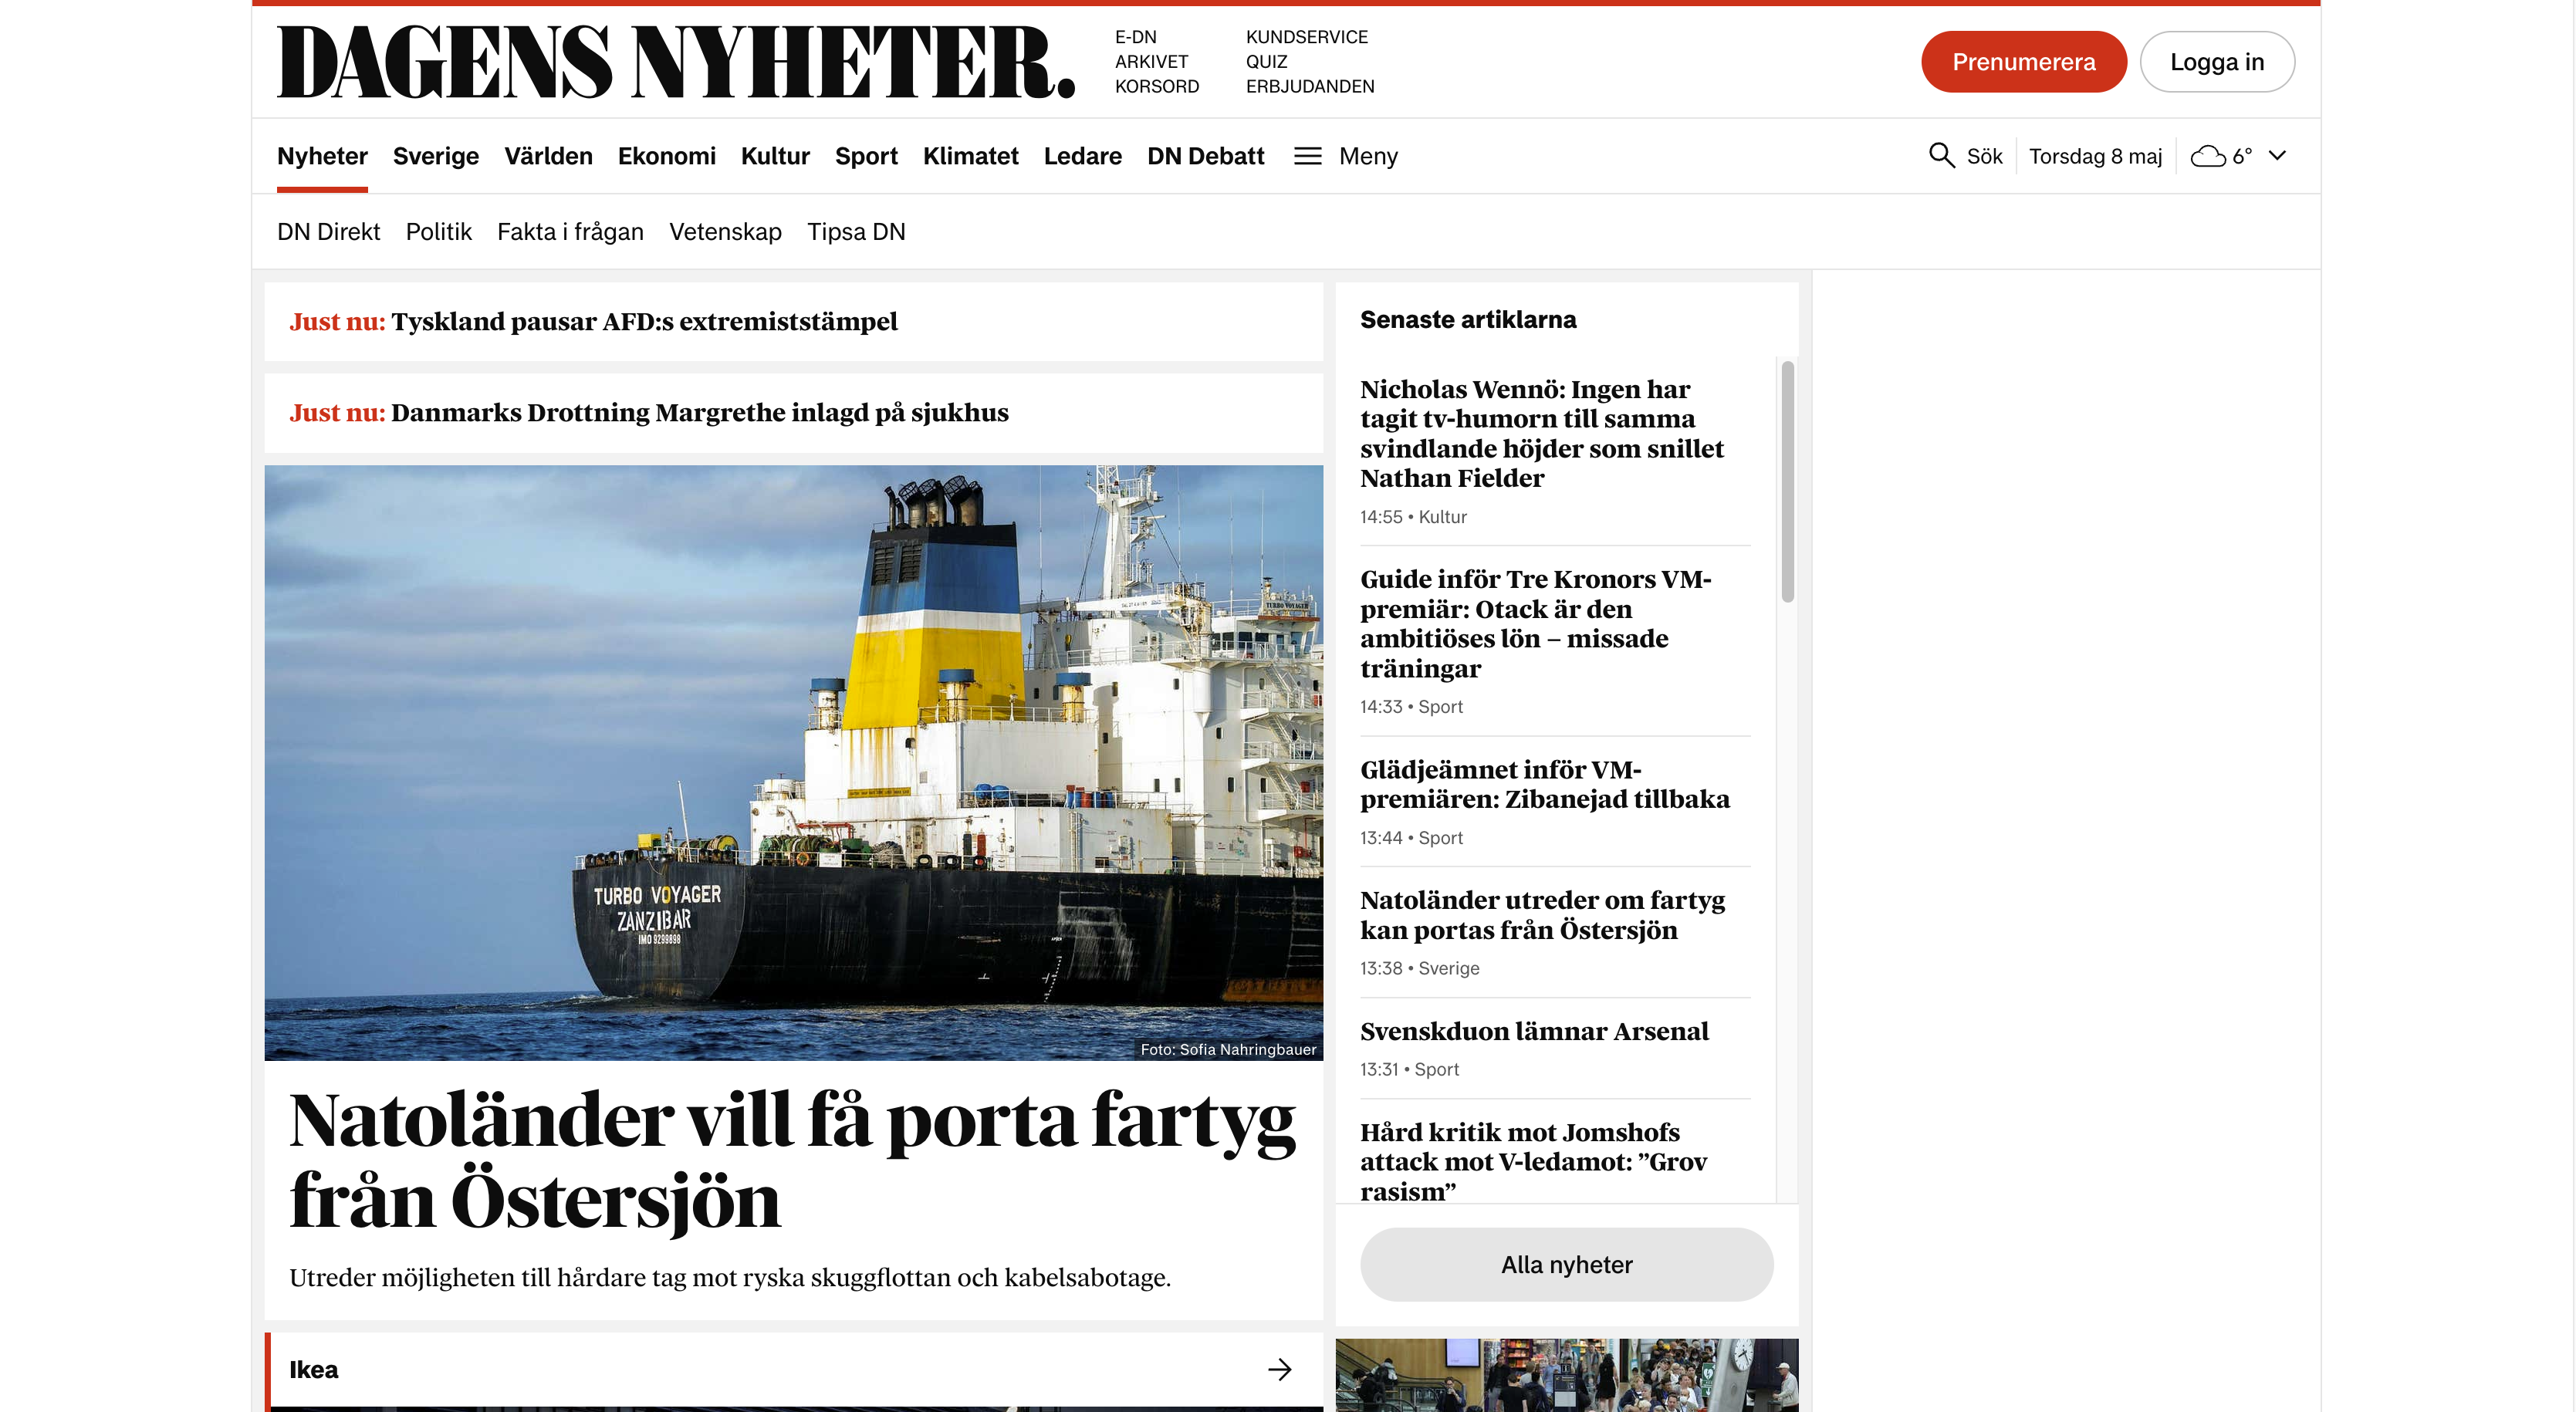 DAGENS NYHETER.
E-DN
ARKIVET
KORSORD
KUNDSERVICE
QUIZ
ERBJUDANDEN
Prenumerera
Logga in
Nyheter Sverige Världen Ekonomi Kultur Sport Klimatet Ledare DN Debatt Meny
Sök Torsdag 8 maj 6°
DN Direkt Politik Fakta i frågan Vetenskap Tipsa DN
Just nu: Tyskland pausar AFD:s extremiststämpel
Just nu: Danmarks Drottning Margrethe inlagd på sjukhus
TURBO VOYAGER
TURBO VOYAGER
ZANZIBAR
IMO 9299898
Foto: Sofia Nahringbauer
Natoländer vill få porta fartyg
från Östersjön
Utreder möjligheten till hårdare tag mot ryska skuggflottan och kabelsabotage.
Ikea
Senaste artiklarna
Nicholas Wennö: Ingen har
tagit tv-humorn till samma
svindlande höjder som snillet
Nathan Fielder
14:55 • Kultur
Guide inför Tre Kronors VM-
premiär: Otack är den
ambitiöses lön – missade
träningar
14:33 • Sport
Glädjeämnet inför VM-
premiären: Zibanejad tillbaka
13:44 • Sport
Natoländer utreder om fartyg
kan portas från Östersjön
13:38 • Sverige
Svenskduon lämnar Arsenal
13:31 • Sport
Hård kritik mot Jomshofs
attack mot V-ledamot: ”Grov
rasism”
Alla nyheter